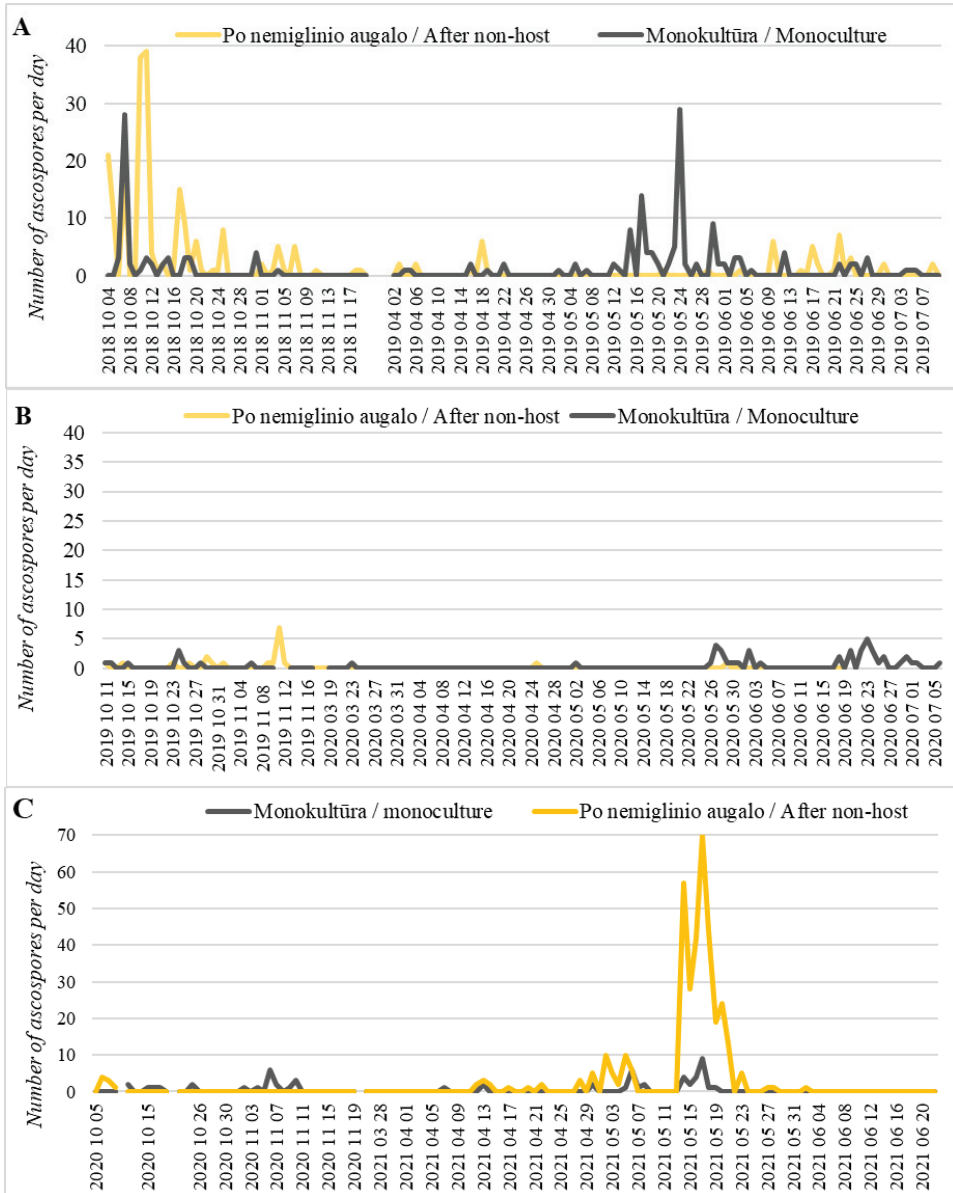 A
Po nemiglinio augalo / After non-host
Monokultūra / Monoculture
Number of ascospores per day
40
30
20
10
0
2018 10 04
2018 10 08
2018 10 12
2018 10 16
2018 10 20
2018 10 24
2018 10 28
2018 11 01
2018 11 05
2018 11 09
2018 11 13
2018 11 17
2019 04 02
2019 04 06
2019 04 10
2019 04 14
2019 04 18
2019 04 22
2019 04 26
2019 04 30
2019 05 04
2019 05 08
2019 05 12
2019 05 16
2019 05 20
2019 05 24
2019 05 28
2019 06 01
2019 06 05
2019 06 09
2019 06 13
2019 06 17
2019 06 21
2019 06 25
2019 06 29
2019 07 03
2019 07 07
B
Po nemiglinio augalo / After non-host
Monokultūra / Monoculture
Number of ascospores per day
40
35
30
25
20
15
10
5
0
2019 10 11
2019 10 15
2019 10 19
2019 10 23
2019 10 27
2019 10 31
2019 11 04
2019 11 08
2019 11 12
2019 11 16
2020 03 19
2020 03 23
2020 03 27
2020 03 31
2020 04 04
2020 04 08
2020 04 12
2020 04 16
2020 04 20
2020 04 24
2020 04 28
2020 05 02
2020 05 06
2020 05 10
2020 05 14
2020 05 18
2020 05 22
2020 05 26
2020 05 30
2020 06 03
2020 06 07
2020 06 11
2020 06 15
2020 06 19
2020 06 23
2020 06 27
2020 07 01
2020 07 05
C
Monokultūra / monoculture
Po nemiglinio augalo / After non-host
Number of ascospores per day
70
60
50
40
30
20
10
0
2020 10 05
2020 10 15
2020 10 26
2020 10 30
2020 11 03
2020 11 07
2020 11 11
2020 11 15
2020 11 19
2021 03 28
2021 04 01
2021 04 05
2021 04 09
2021 04 13
2021 04 17
2021 04 21
2021 04 25
2021 04 29
2021 05 03
2021 05 07
2021 05 11
2021 05 15
2021 05 19
2021 05 23
2021 05 27
2021 05 31
2021 06 04
2021 06 08
2021 06 12
2021 06 16
2021 06 20